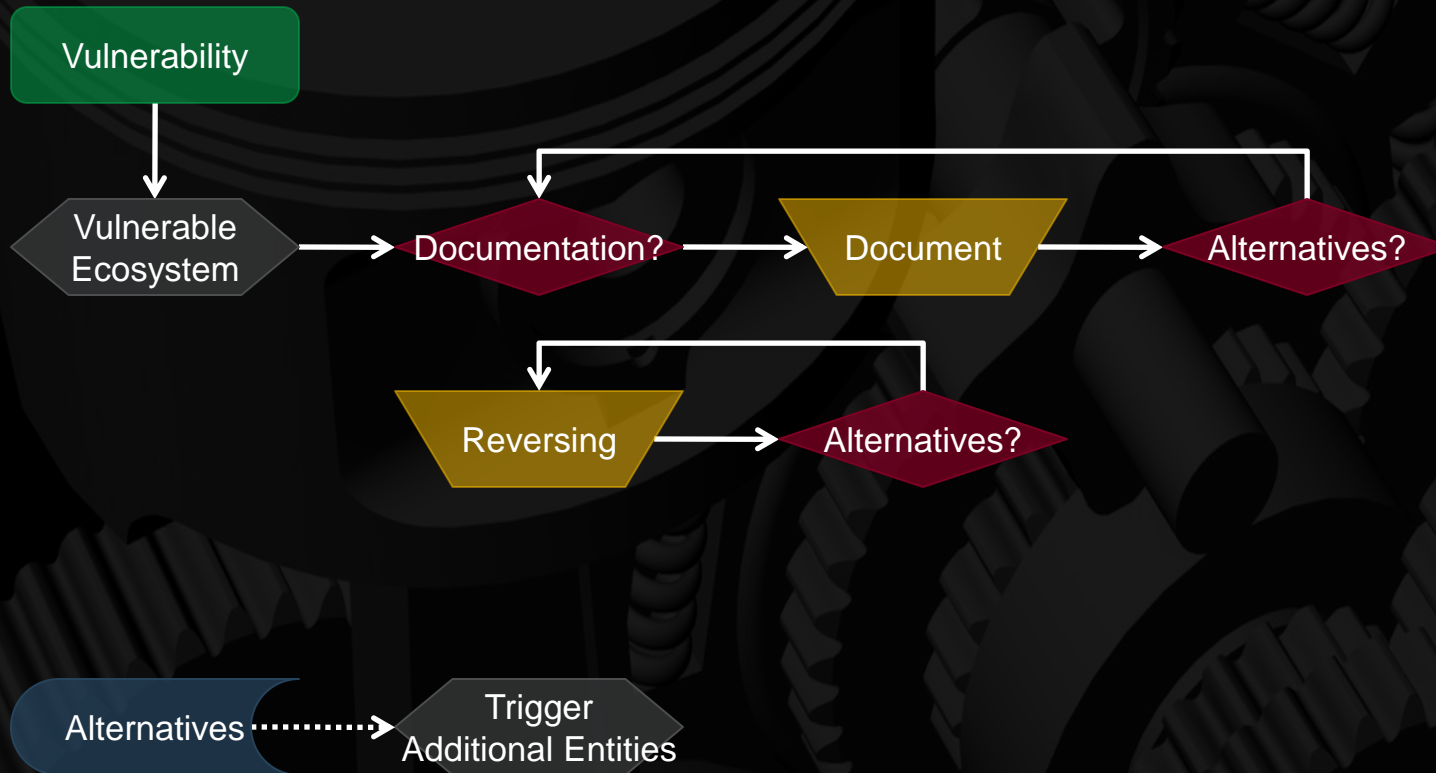 Vulnerability
Vulnerable
Ecosystem
Documentation?
Document
Alternatives?
Reversing
Alternatives?
Alternatives
Trigger
Additional Entities